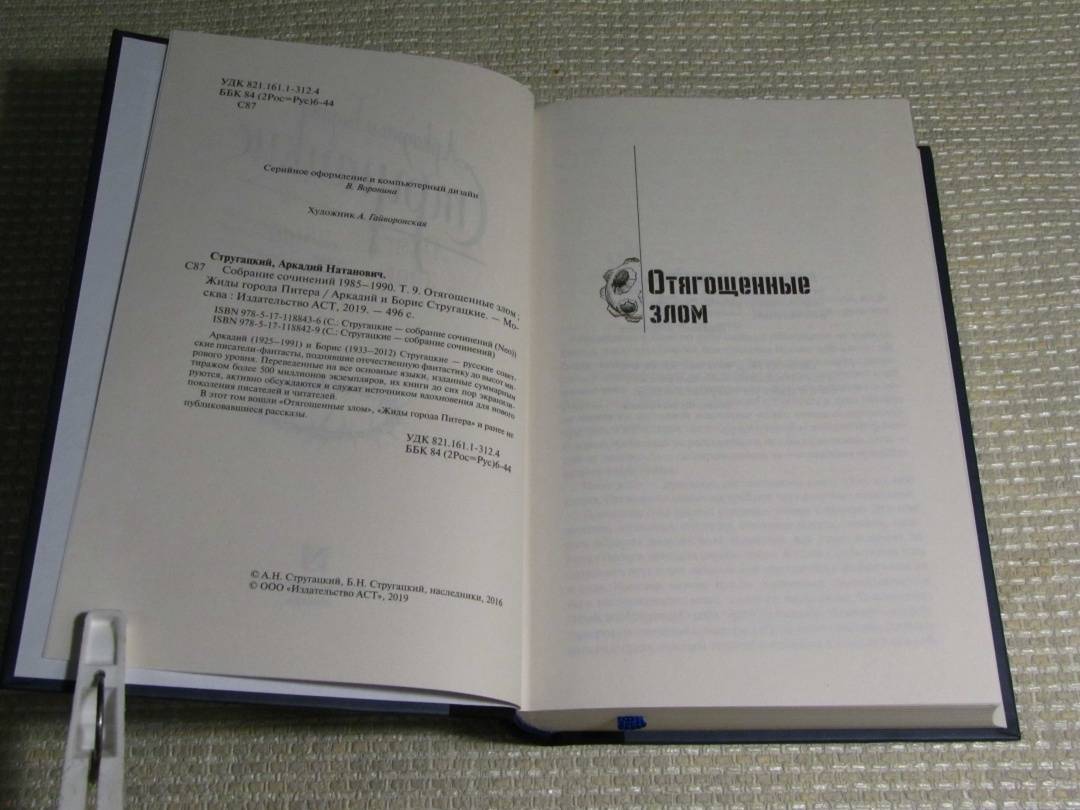 УДК 821.161.1-312.4
ББК 84 (2Рос=Рус)6-44
С87
Серийное оформление и компьютерный дизайн
В. Воронина
Художник А. Гайворонская
Стругацкий, Аркадий Натанович.
С87 Собрание сочинений 1985–1990. Т. 9. Отягощенные злом ;
Жиды города Питера / Аркадий и Борис Стругацкие. — Мо-
сква : Издательство АСТ, 2019. — 496 с.
ISBN 978-5-17-118843-6 (С.: Стругацкие — собрание сочинений (Neo))
ISBN 978-5-17-118842-9 (С.: Стругацкие — собрание сочинений)
Аркадий (1925–1991) и Борис (1933–2012) Стругацкие — русские совет-
ские писатели-фантасты, поднявшие отечественную фантастику до высот ми-
рового уровня. Переведенные на все основные языки, изданные суммарным
тиражом более 500 миллионов экземпляров, их книги до сих пор экранизи-
руются, активно обсуждаются и служат источником вдохновения для нового
поколения писателей и читателей.
В этот том вошли «Отягощенные злом», «Жиды города Питера» и ранее не
публиковавшиеся рассказы.
УДК 821.161.1-312.4
ББК 84 (2Рос=Рус)6-44
© А.Н. Стругацкий, Б.Н. Стругацкий, наследники, 2016
© ООО «Издательство АСТ», 2019
Отягощенные
злом